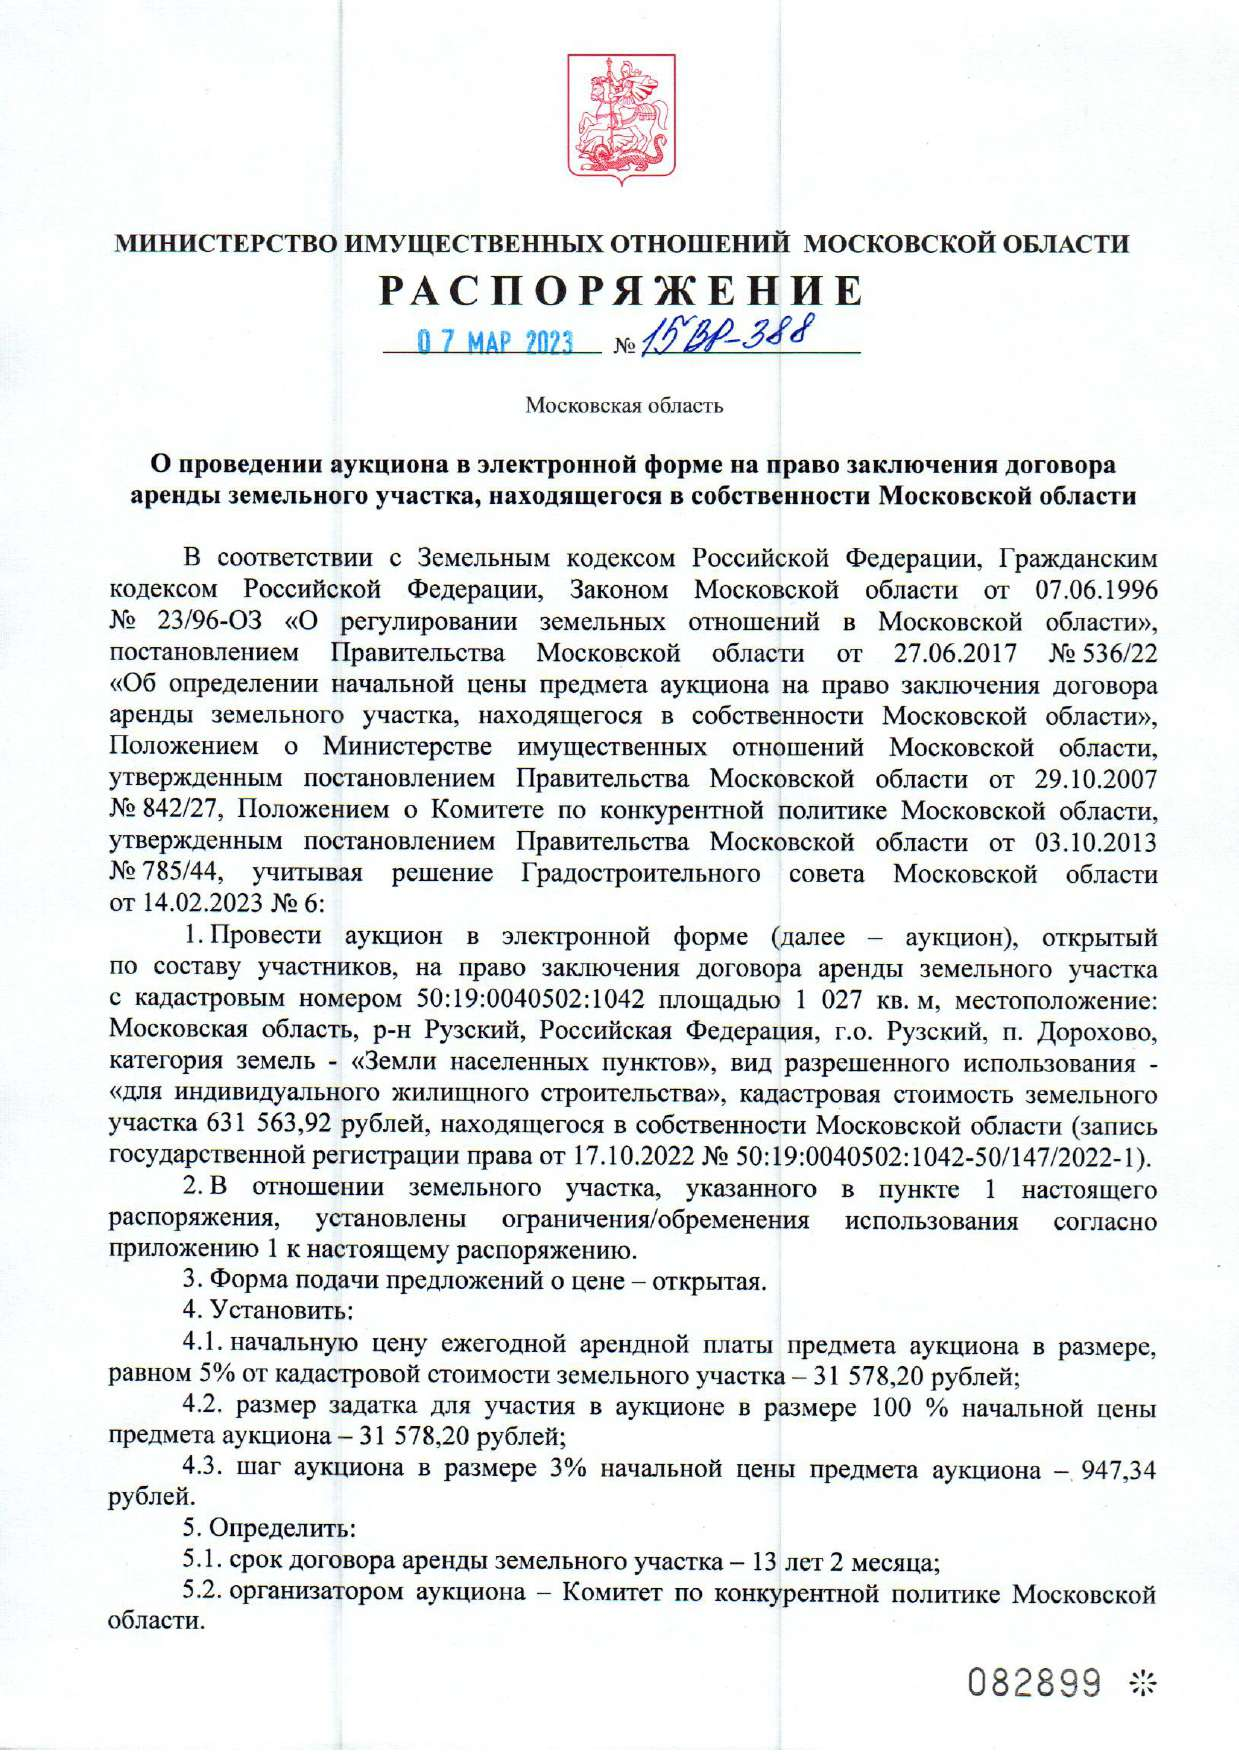 МИНИСТЕРСТВО ИМУЩЕСТВЕННЫХ ОТНОШЕНИЙ МОСКОВСКОЙ ОБЛАСТИ
РАСПОРЯЖЕНИЕ
07 МАР 2023 № 15ВР-388
Московская область
О проведении аукциона в электронной форме на право заключения договора
аренды земельного участка, находящегося в собственности Московской области
В соответствии с Земельным кодексом Российской Федерации, Гражданским
кодексом Российской Федерации, Законом Московской области от 07.06.1996
№ 23/96-ОЗ «О регулировании земельных отношений в Московской области»,
постановлением Правительства Московской области от 27.06.2017 № 536/22
«Об определении начальной цены предмета аукциона на право заключения договора
аренды земельного участка, находящегося в собственности Московской области»,
Положением о Министерстве имущественных отношений Московской области,
утвержденным постановлением Правительства Московской области от 29.10.2007
№ 842/27, Положением о Комитете по конкурентной политике Московской области,
утвержденным постановлением Правительства Московской области от 03.10.2013
№ 785/44, учитывая решение Градостроительного совета Московской области
от 14.02.2023 № 6:
1. Провести аукцион в электронной форме (далее – аукцион), открытый
по составу участников, на право заключения договора аренды земельного участка
с кадастровым номером 50:19:0040502:1042 площадью 1 027 кв. м, местоположение:
Московская область, р-н Рузский, Российская Федерация, г.о. Рузский, п. Дорохово,
категория земель - «Земли населенных пунктов», вид разрешенного использования -
«для индивидуального жилищного строительства», кадастровая стоимость земельного
участка 631 563,92 рублей, находящегося в собственности Московской области (запись
государственной регистрации права от 17.10.2022 № 50:19:0040502:1042-50/147/2022-1).
2. В отношении земельного участка, указанного в пункте 1 настоящего
распоряжения, установлены ограничения/обременения использования согласно
приложению 1 к настоящему распоряжению.
3. Форма подачи предложений о цене – открытая.
4. Установить:
4.1. начальную цену ежегодной арендной платы предмета аукциона в размере,
равном 5% от кадастровой стоимости земельного участка – 31 578,20 рублей;
4.2. размер задатка для участия в аукционе в размере 100 % начальной цены
предмета аукциона – 31 578,20 рублей;
4.3. шаг аукциона в размере 3% начальной цены предмета аукциона – 947,34
рублей.
5. Определить:
5.1. срок договора аренды земельного участка – 13 лет 2 месяца;
5.2. организатором аукциона – Комитет по конкурентной политике Московской
области.
082899